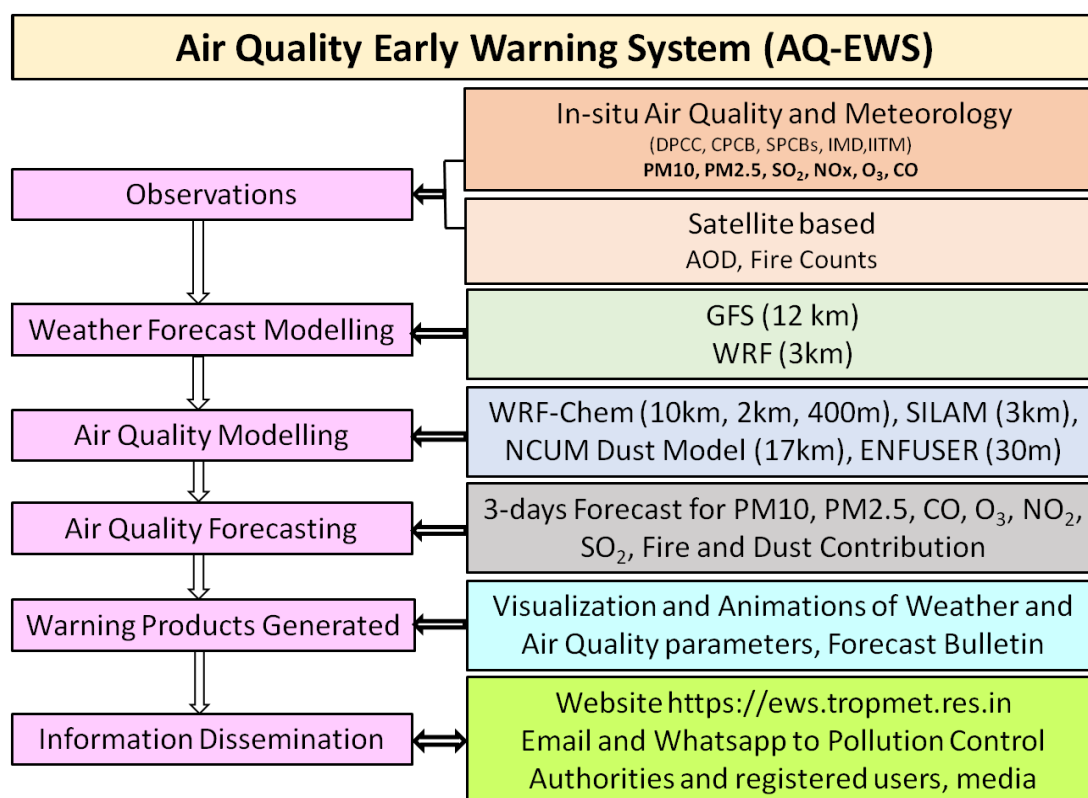 Air Quality Early Warning System (AQ-EWS)
Observations
In-situ Air Quality and Meteorology
(DPCC, CPCB, SPCBs, IMD,IITM)
PM10, PM2.5, SO₂, NOx, O₃, CO
Satellite based
AOD, Fire Counts
Weather Forecast Modelling
GFS (12 km)
WRF (3km)
Air Quality Modelling
WRF-Chem (10km, 2km, 400m), SILAM (3km),
NCUM Dust Model (17km), ENFUSER (30m)
Air Quality Forecasting
3-days Forecast for PM10, PM2.5, CO, O₃, NO₂,
SO₂, Fire and Dust Contribution
Warning Products Generated
Visualization and Animations of Weather and
Air Quality parameters, Forecast Bulletin
Information Dissemination
Website https://ews.tropmet.res.in
Email and Whatsapp to Pollution Control
Authorities and registered users, media